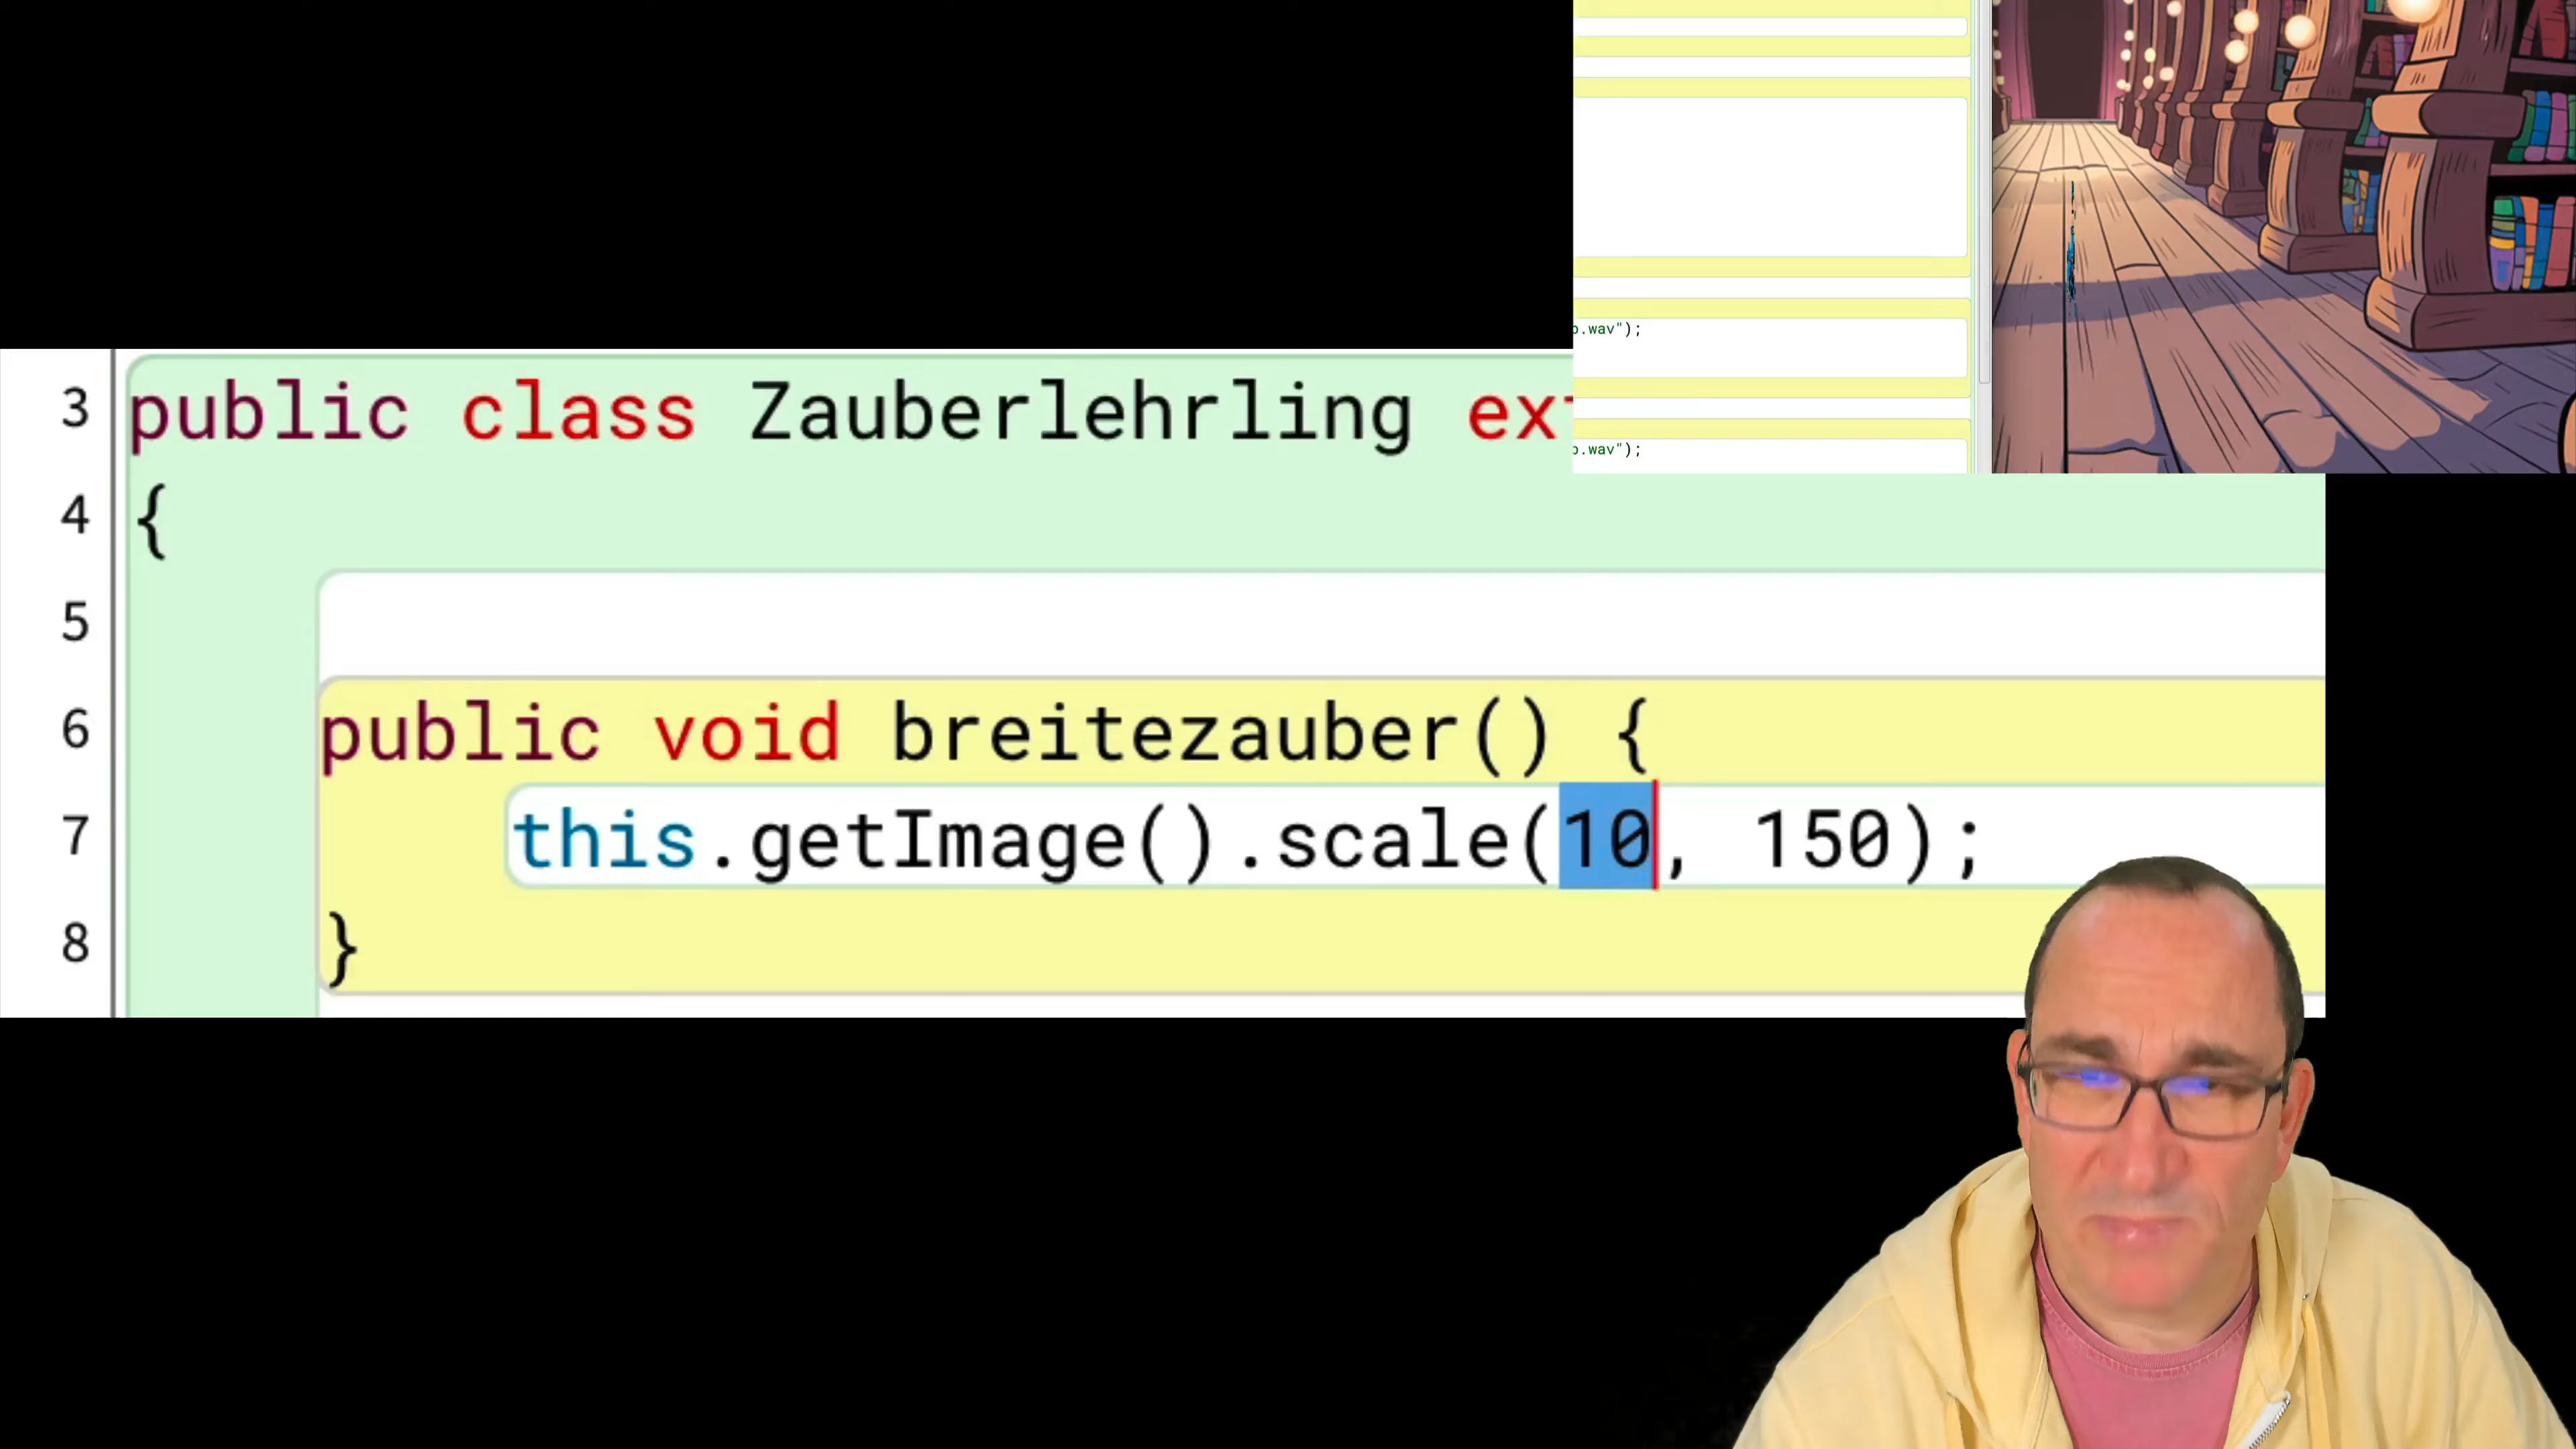 3 public class Zauberlehrling ex
4 {
5
6 public void breitezauber() {
7 this.getImage().scale(10, 150);
8 }
.wav");
.wav");